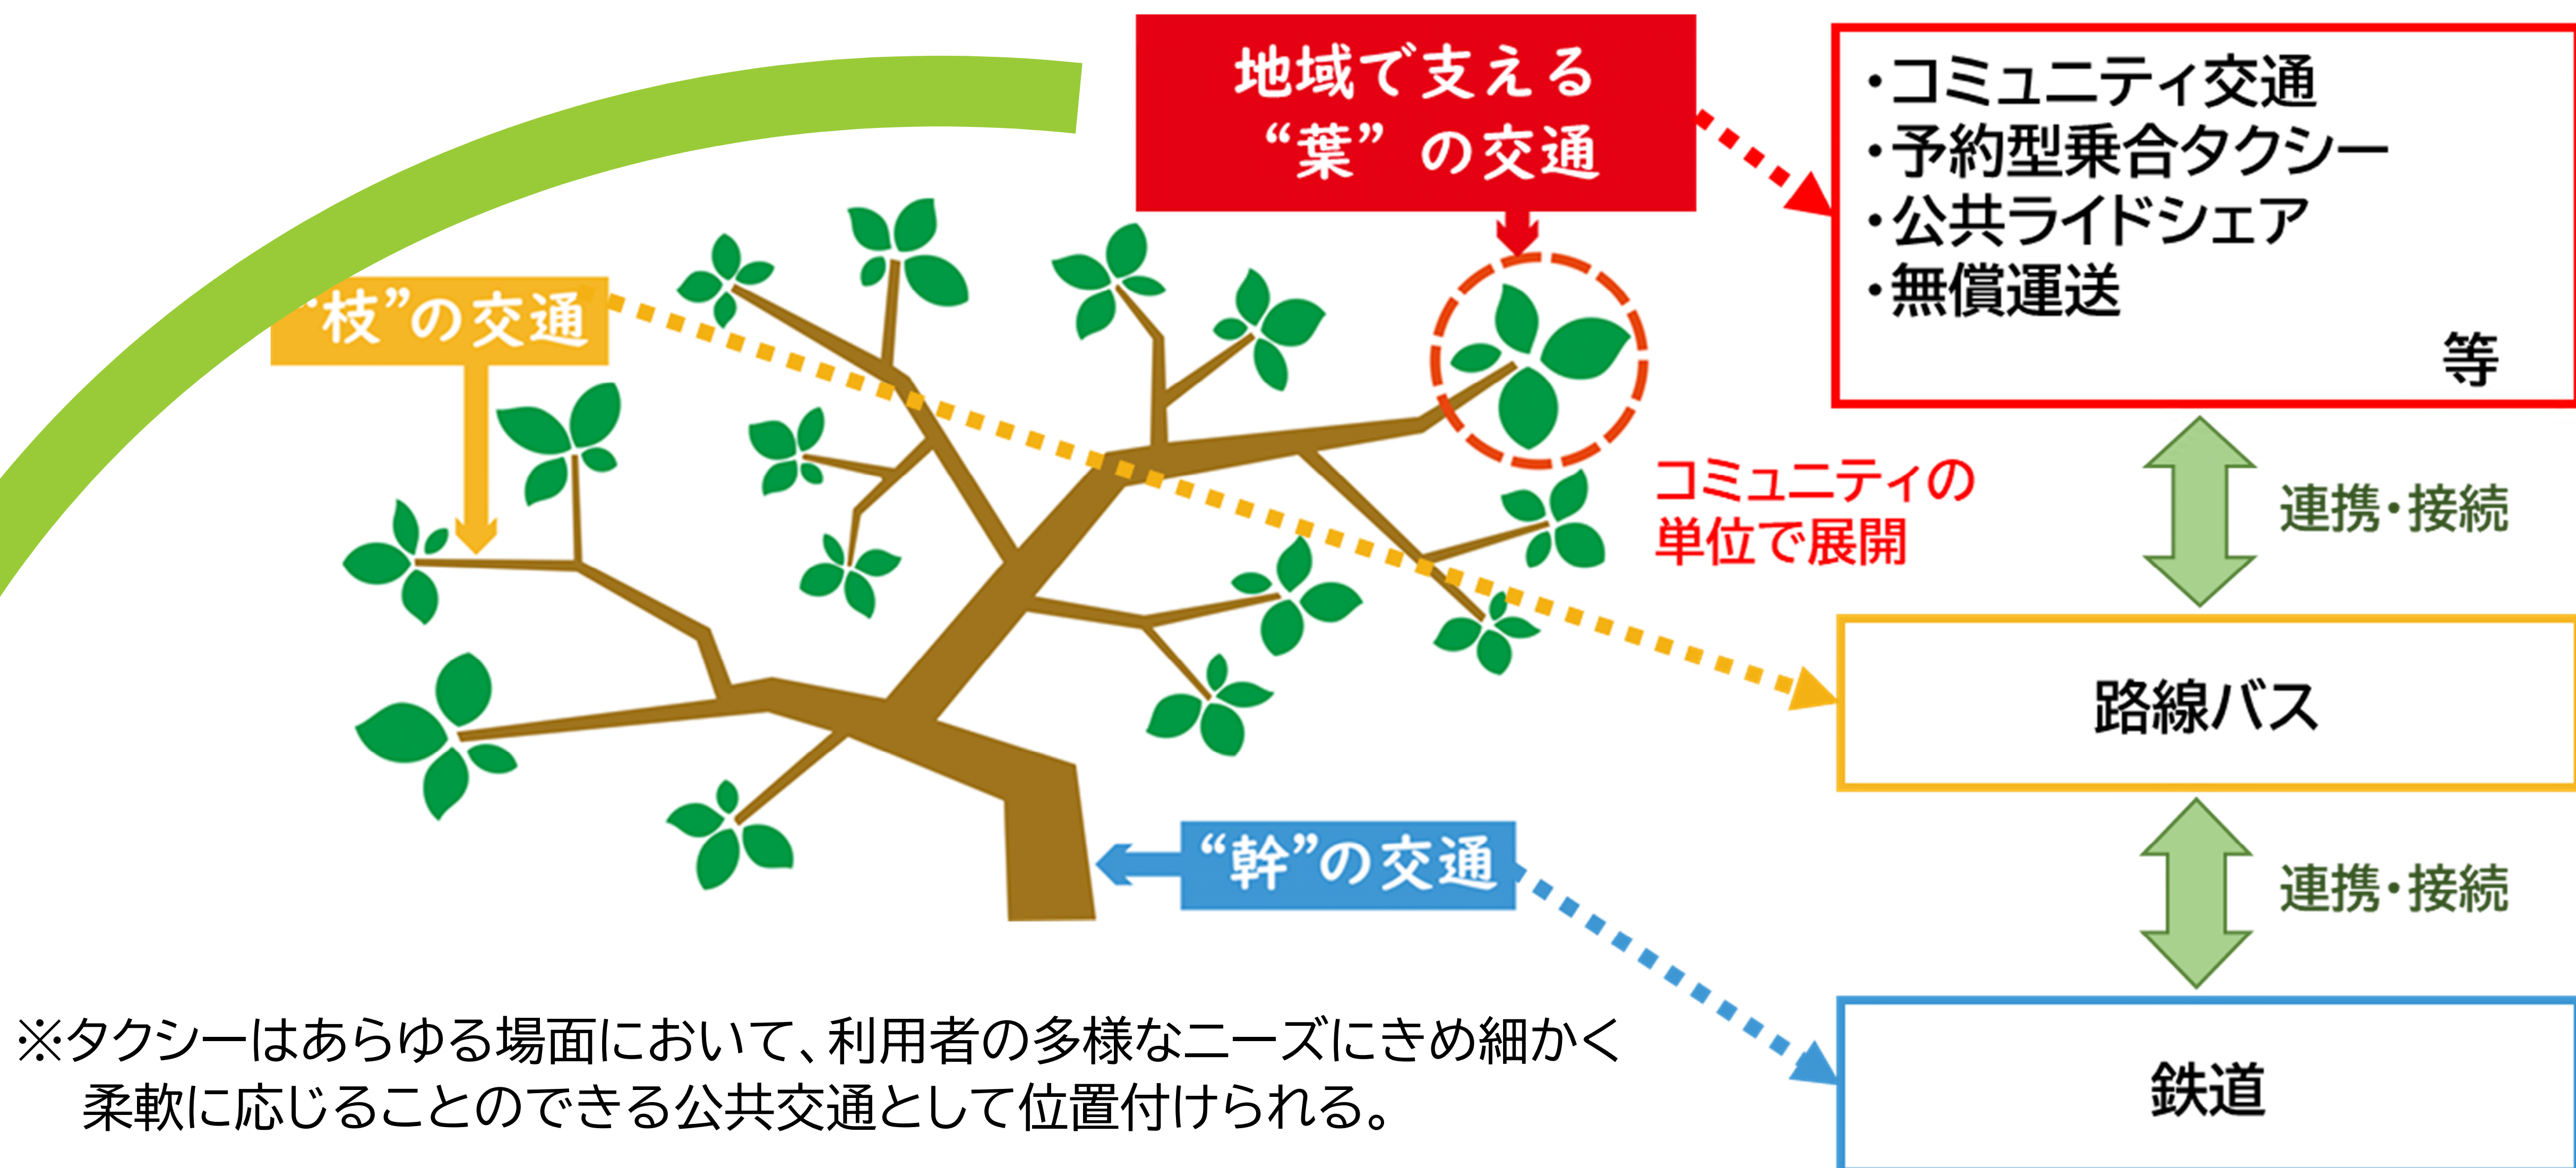 地域で支える
“葉” の交通
・コミュニティ交通
・予約型乗合タクシー
・公共ライドシェア
・無償運送
等
“枝”の交通
コミュニティの
単位で展開
連携・接続
路線バス
“幹”の交通
連携・接続
鉄道
※タクシーはあらゆる場面において、利用者の多様なニーズにきめ細かく
柔軟に応じることのできる公共交通として位置付けられる。